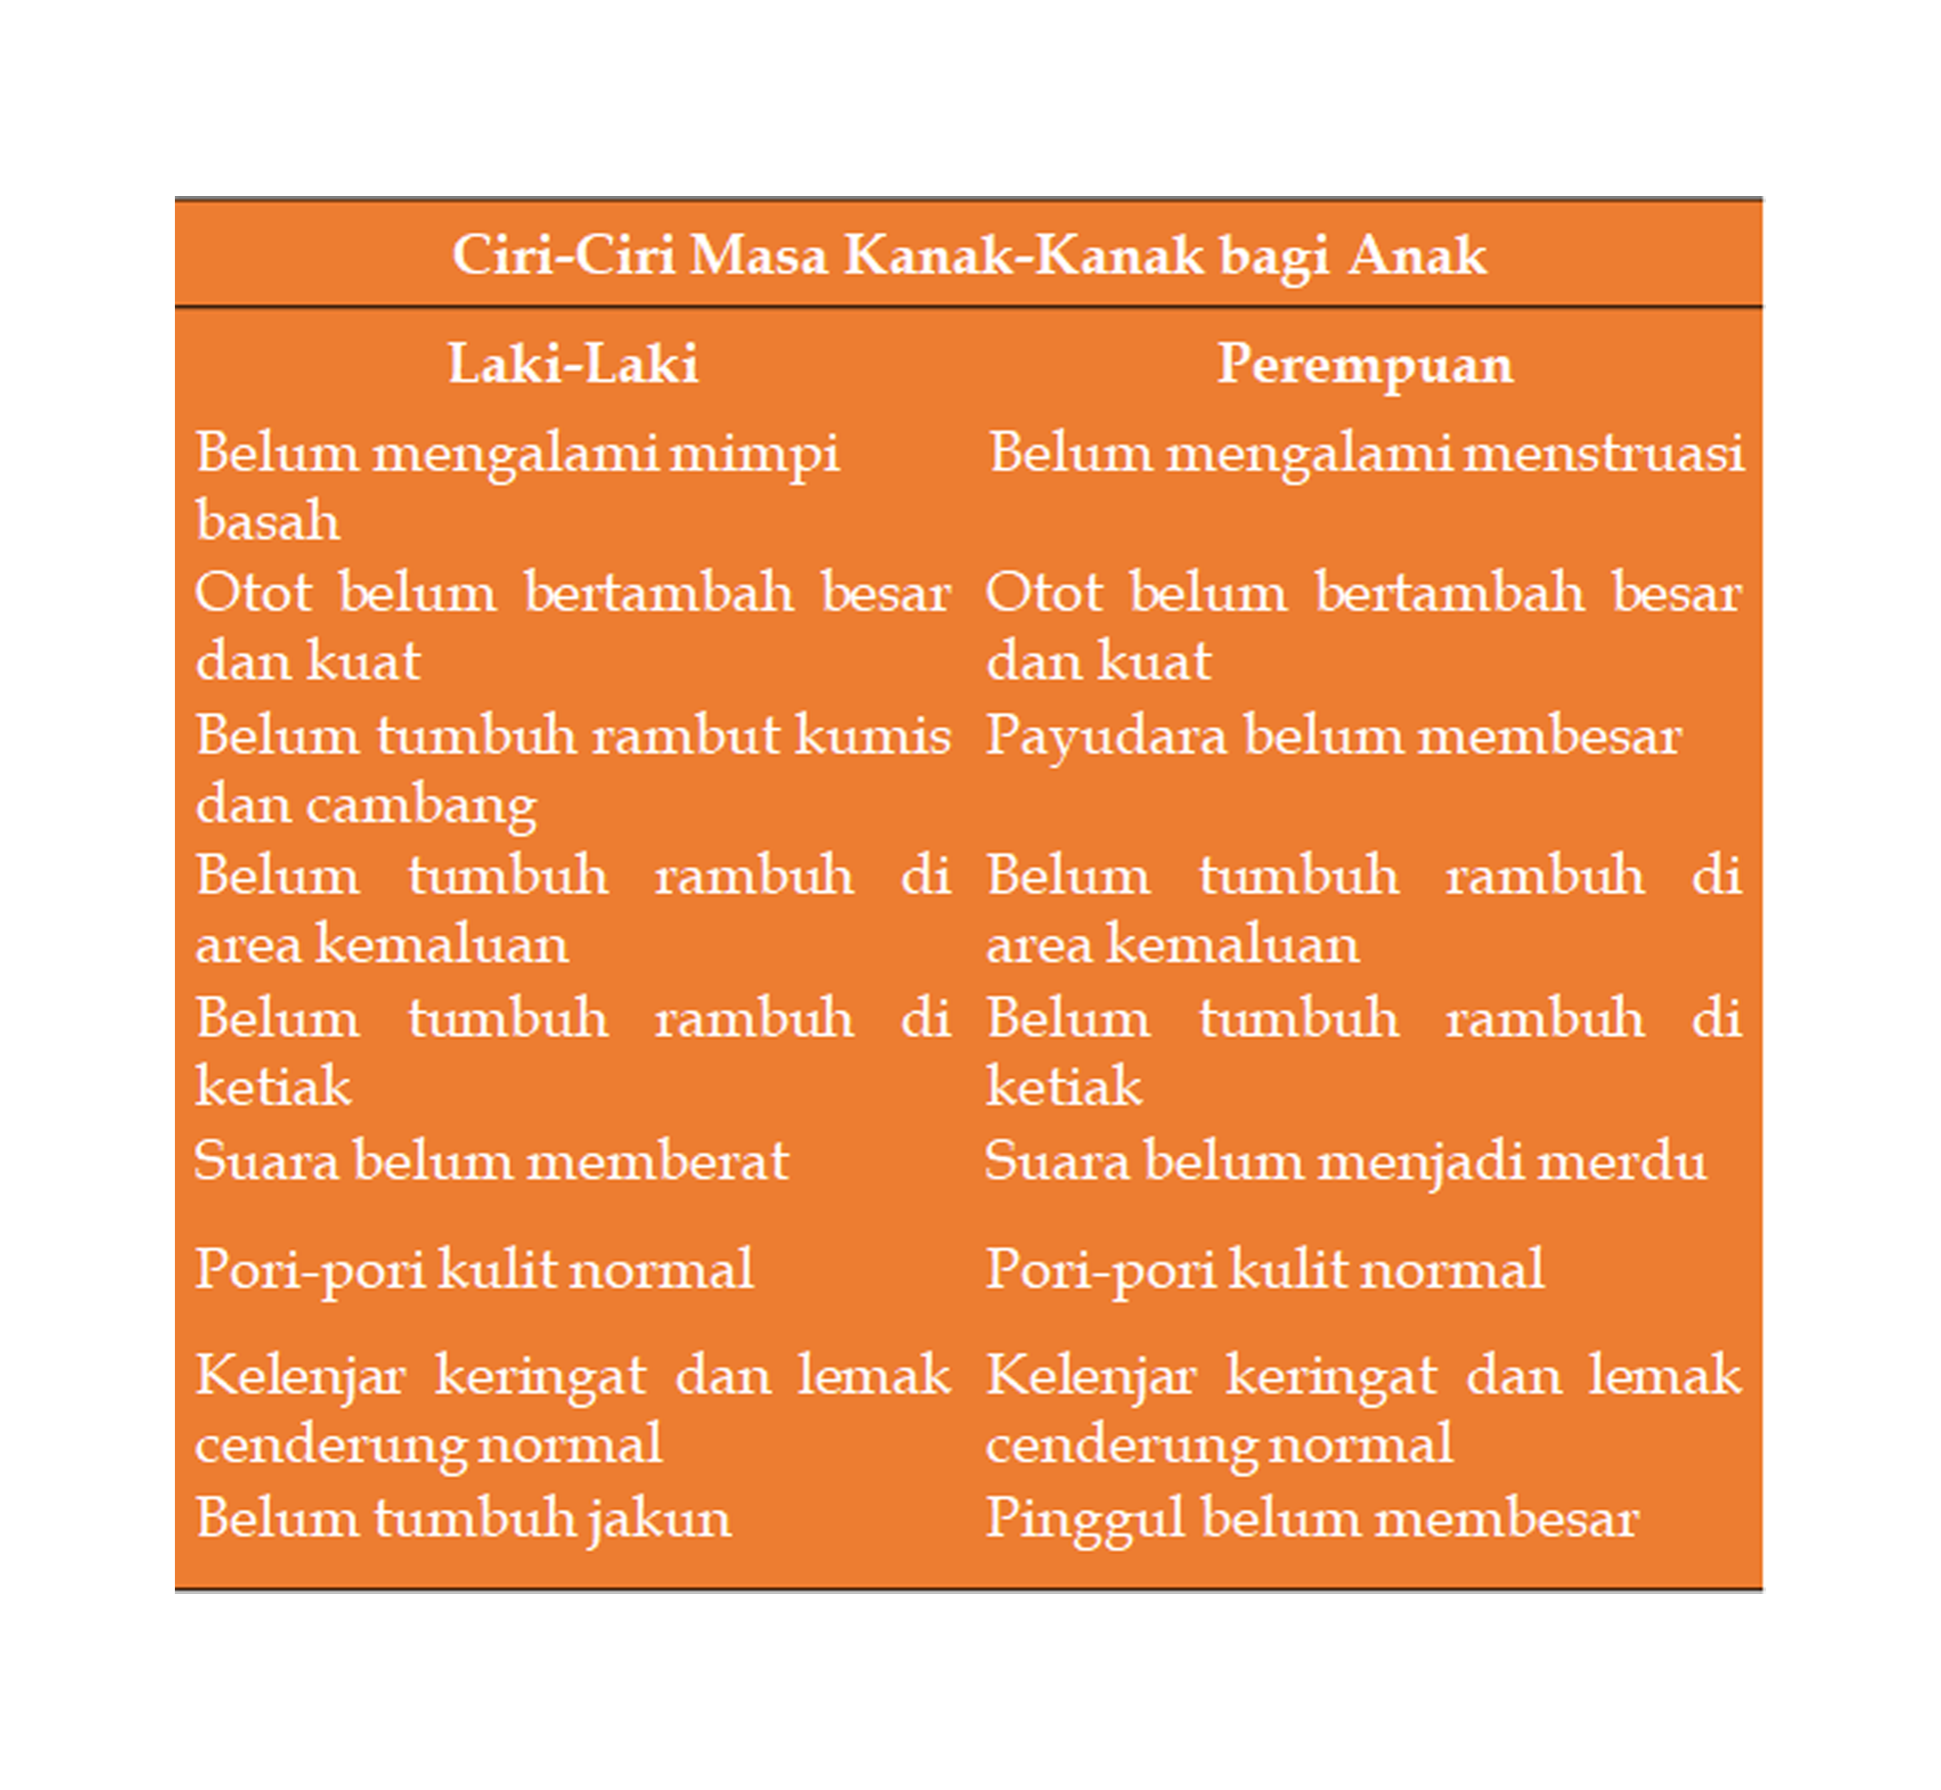 Ciri-Ciri Masa Kanak-Kanak bagi Anak
Laki-Laki
Perempuan
Belum mengalami mimpi
basah
Belum mengalami menstruasi
Otot belum bertambah besar
dan kuat
Otot belum bertambah besar
dan kuat
Belum tumbuh rambut kumis
dan cambang
Payudara belum membesar
Belum tumbuh rambuh di
area kemaluan
Belum tumbuh rambuh di
area kemaluan
Belum tumbuh rambuh di
ketiak
Belum tumbuh rambuh di
ketiak
Suara belum memberat
Suara belum menjadi merdu
Pori-pori kulit normal
Pori-pori kulit normal
Kelenjar keringat dan lemak
cenderung normal
Kelenjar keringat dan lemak
cenderung normal
Belum tumbuh jakun
Pinggul belum membesar